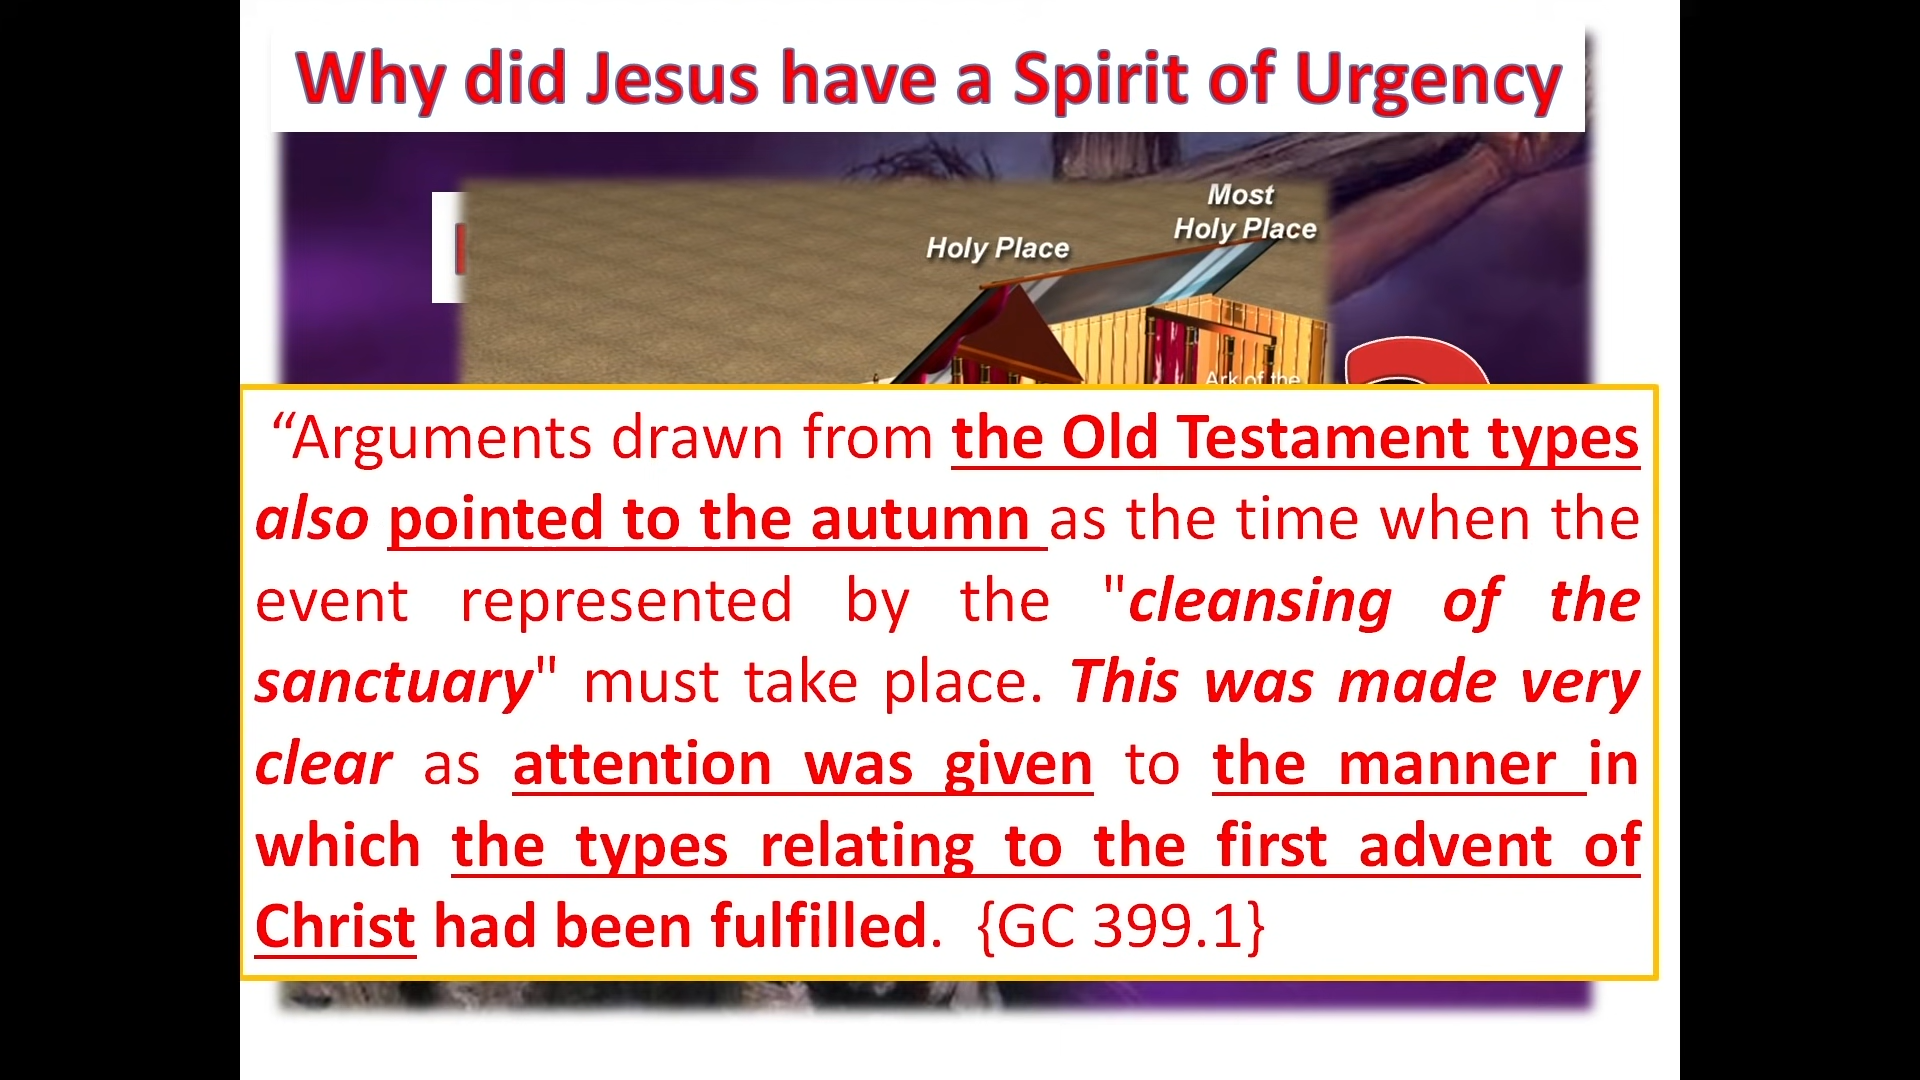 Why did Jesus have a Spirit of Urgency
Most
Holy Place
Holy Place
Ark of the
“Arguments drawn from the Old Testament types
also pointed to the autumn as the time when the
event represented by the "cleansing of the
sanctuary" must take place. This was made very
clear as attention was given to the manner in
which the types relating to the first advent of
Christ had been fulfilled. {GC 399.1}